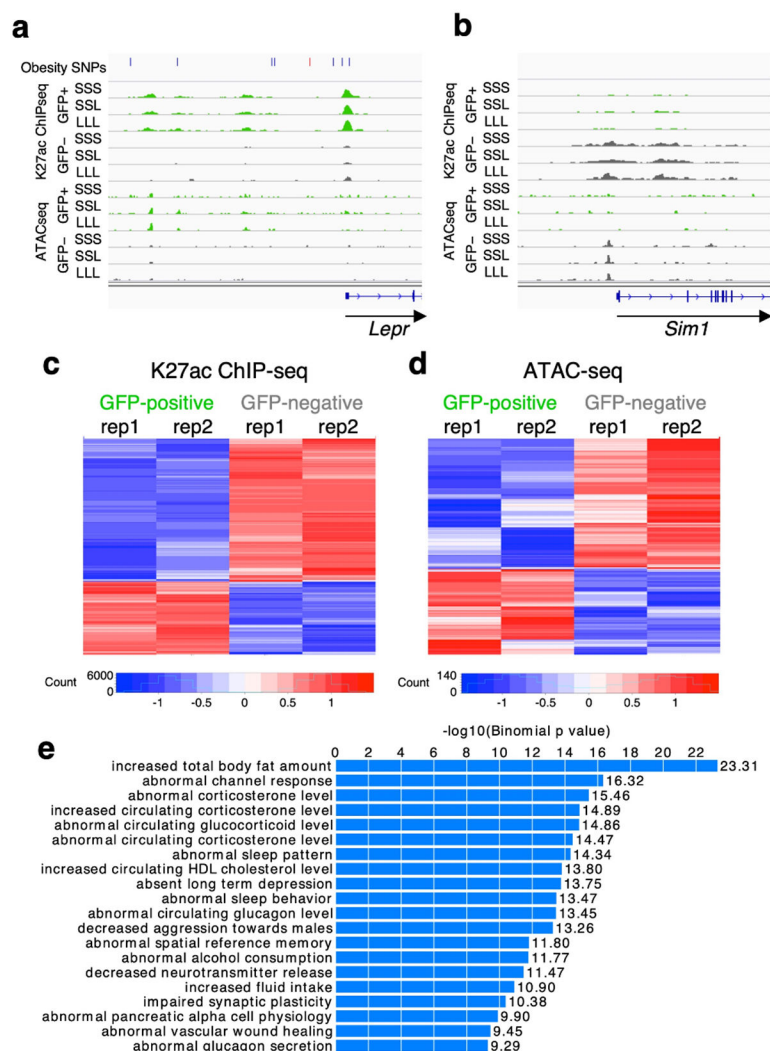 a
b
Obesity SNPs
K27ac ChIPseq
GFP+
SSS
SSL
LLL
GFP−
SSS
SSL
LLL
ATACseq
GFP+
SSS
SSL
LLL
GFP−
SSS
SSL
LLL
Lepr
K27ac ChIPseq
GFP+
SSS
SSL
LLL
GFP−
SSS
SSL
LLL
ATACseq
GFP+
SSS
SSL
LLL
GFP−
SSS
SSL
LLL
Sim1
c
K27ac ChIP-seq
GFP-positive GFP-negative
rep1 rep2 rep1 rep2
Count
6000
0
-1 -0.5 0 0.5 1
d
ATAC-seq
GFP-positive GFP-negative
rep1 rep2 rep1 rep2
Count
140
0
-1 -0.5 0 0.5 1
e
-log10(Binomial p value)
0 2 4 6 8 10 12 14 16 18 20 22
increased total body fat amount 23.31
abnormal channel response 16.32
abnormal corticosterone level 15.46
increased circulating corticosterone level 14.89
abnormal circulating glucocorticoid level 14.86
abnormal circulating corticosterone level 14.47
abnormal sleep pattern 14.34
increased circulating HDL cholesterol level 13.80
absent long term depression 13.75
abnormal sleep behavior 13.47
abnormal circulating glucagon level 13.45
decreased aggression towards males 13.26
abnormal spatial reference memory 11.80
abnormal alcohol consumption 11.77
decreased neurotransmitter release 11.47
increased fluid intake 10.90
impaired synaptic plasticity 10.38
abnormal pancreatic alpha cell physiology 9.90
abnormal vascular wound healing 9.45
abnormal glucagon secretion 9.29